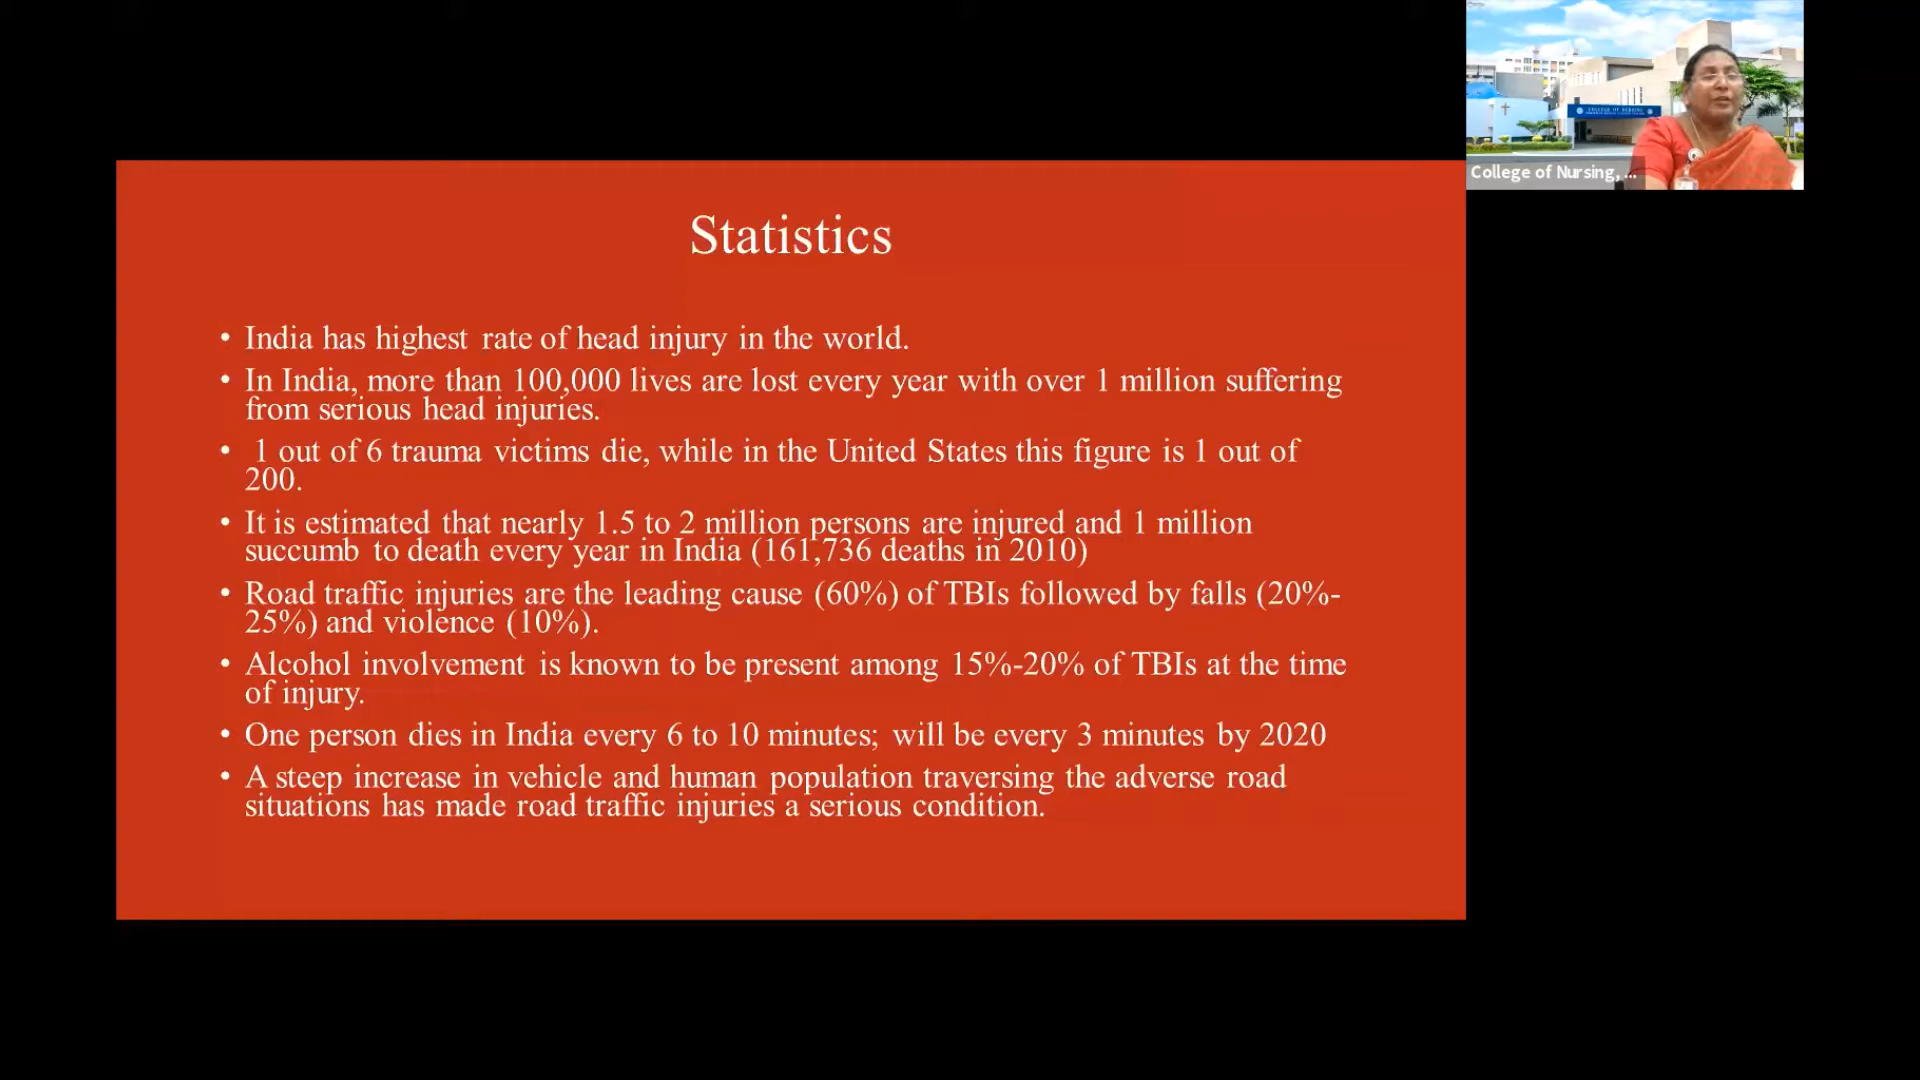 COLLEGE OF NURSING
College of Nursing, ...
Statistics
• India has highest rate of head injury in the world.
• In India, more than 100,000 lives are lost every year with over 1 million suffering
from serious head injuries.
• 1 out of 6 trauma victims die, while in the United States this figure is 1 out of
200.
• It is estimated that nearly 1.5 to 2 million persons are injured and 1 million
succumb to death every year in India (161,736 deaths in 2010)
• Road traffic injuries are the leading cause (60%) of TBIs followed by falls (20%-
25%) and violence (10%).
• Alcohol involvement is known to be present among 15%-20% of TBIs at the time
of injury.
• One person dies in India every 6 to 10 minutes; will be every 3 minutes by 2020
• A steep increase in vehicle and human population traversing the adverse road
situations has made road traffic injuries a serious condition.